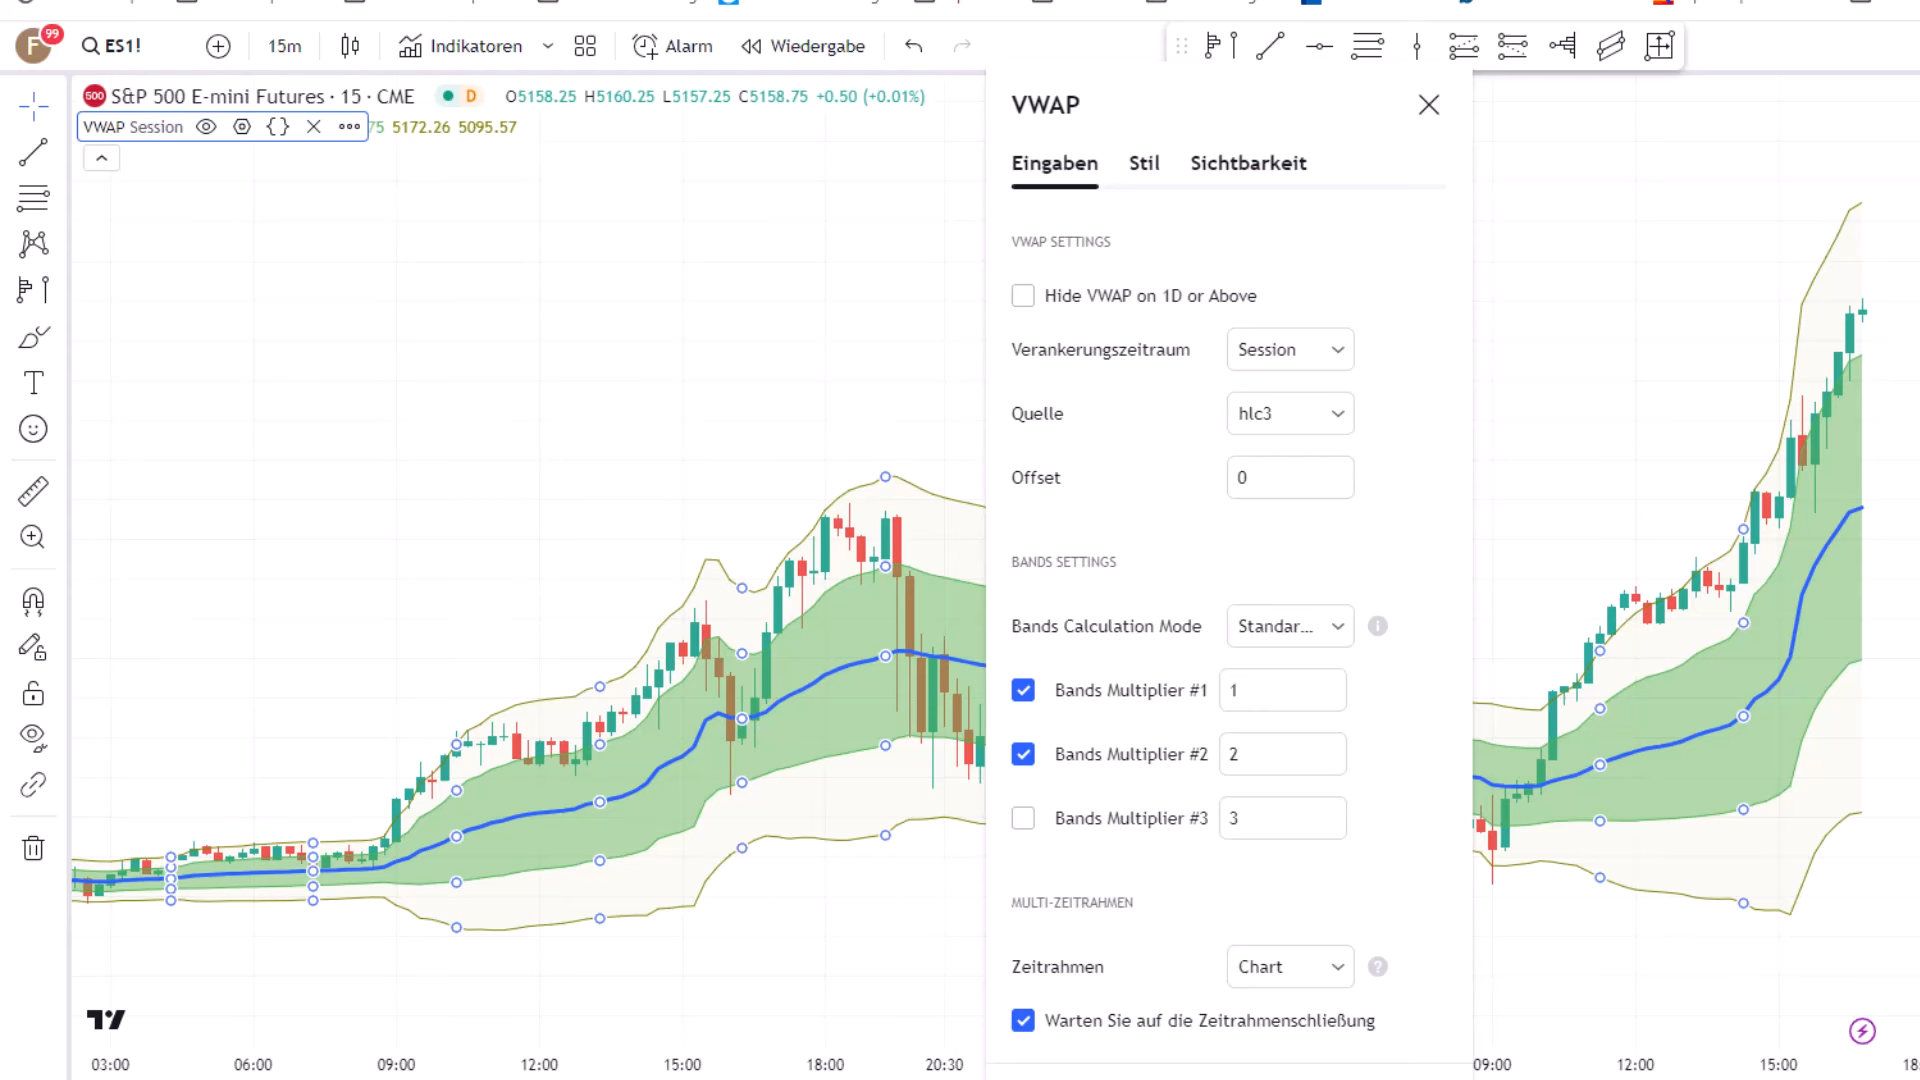 F
99
ES1!
15m
Indikatoren
Alarm
Wiedergabe
500
S&P 500 E-mini Futures · 15 · CME
D
O5158.25 H5160.25 L5157.25 C5158.75 +0.50 (+0.01%)
VWAP Session
75 5172.26 5095.57
VWAP
Eingaben
Stil
Sichtbarkeit
VWAP SETTINGS
Hide VWAP on 1D or Above
Verankerungszeitraum
Session
Quelle
hlc3
Offset
0
BANDS SETTINGS
Bands Calculation Mode
Standar...
Bands Multiplier #1
1
Bands Multiplier #2
2
Bands Multiplier #3
3
MULTI-ZEITRAHMEN
Zeitrahmen
Chart
Warten Sie auf die Zeitrahmenschließung
03:00
06:00
09:00
12:00
15:00
18:00
20:30
09:00
12:00
15:00
18: